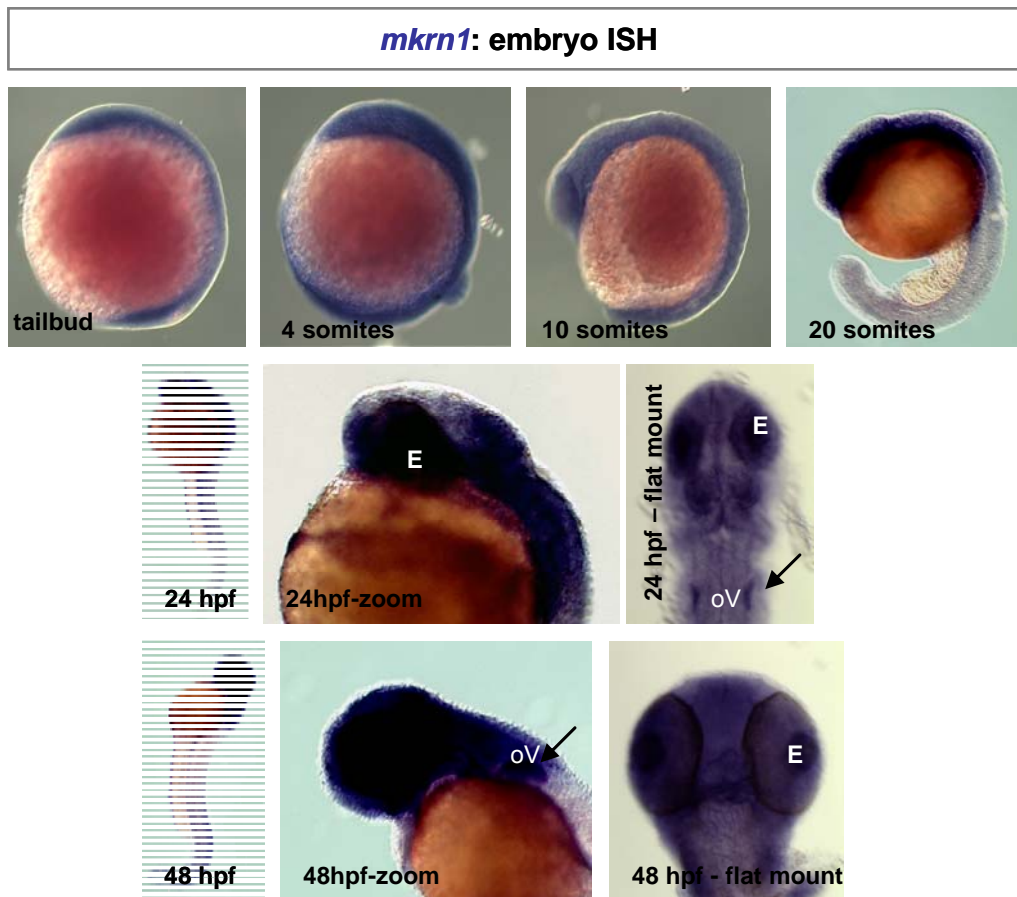 mkrn1: embryo ISH
tailbud
4 somites
10 somites
20 somites
24 hpf
E
24hpf-zoom
24 hpf – flat mount
E
oV
48 hpf
oV
48hpf-zoom
E
48 hpf - flat mount